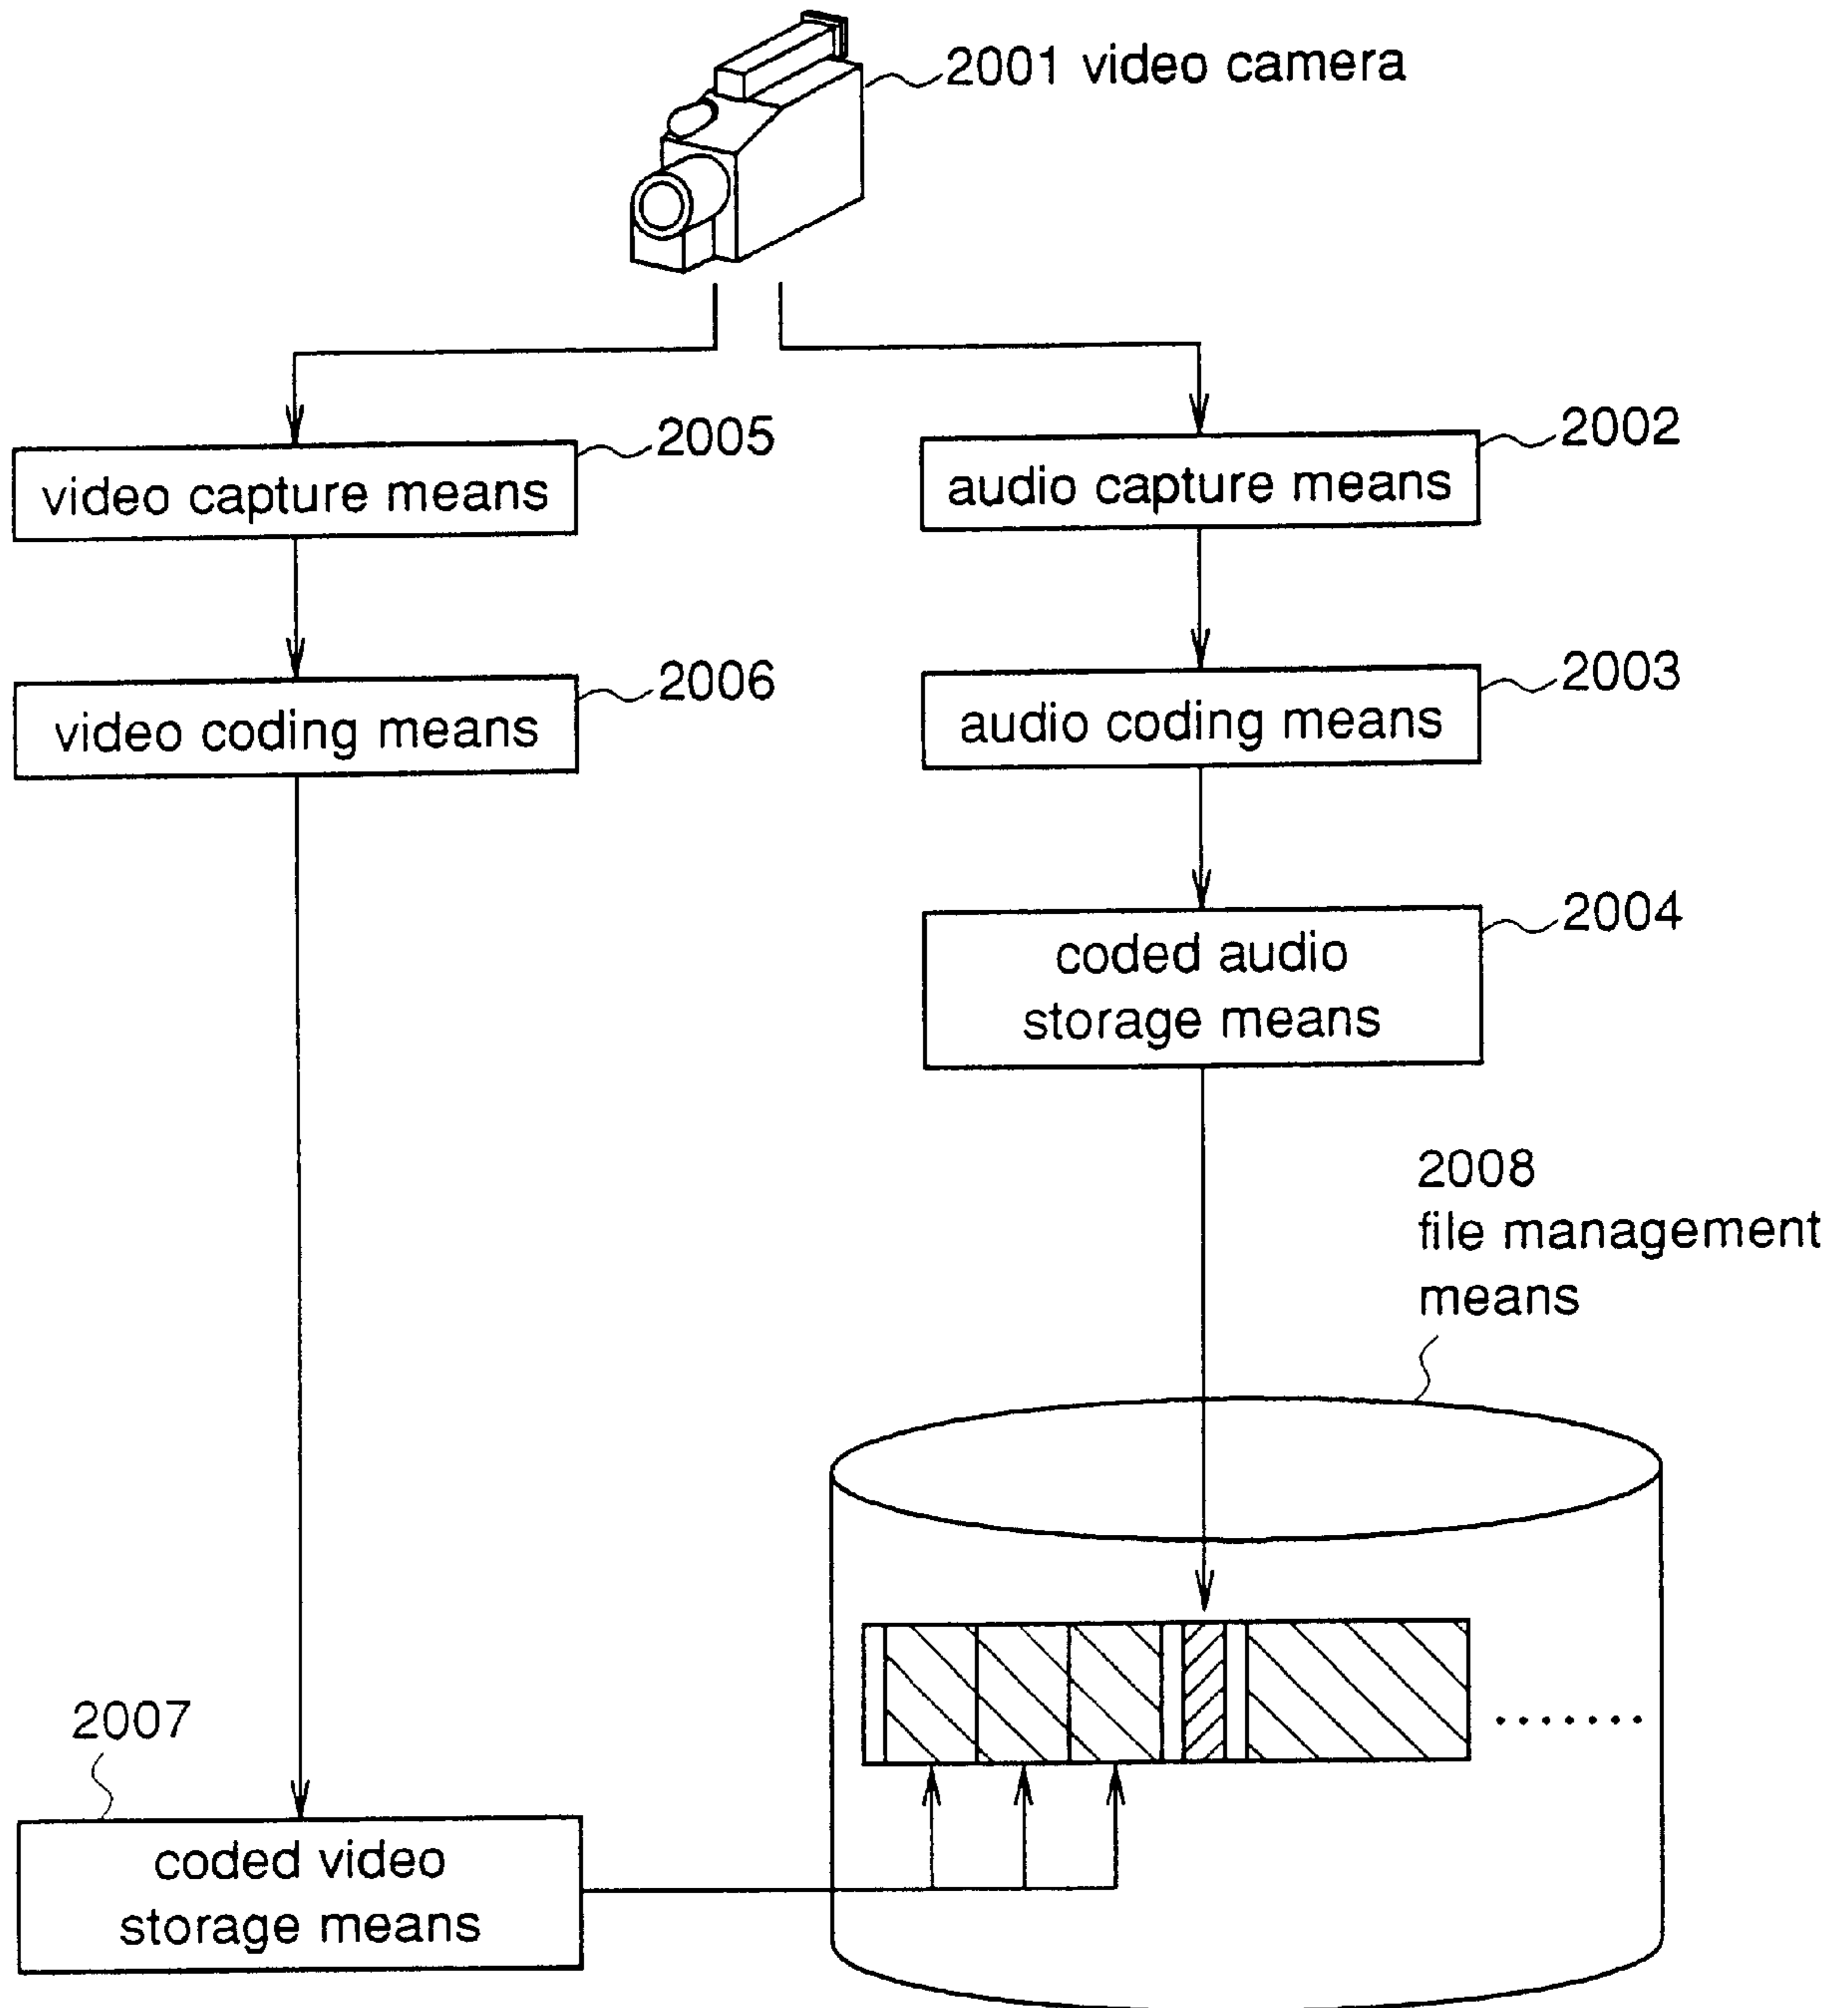 2001 video camera
2005
video capture means
2002
audio capture means
2006
video coding means
2003
audio coding means
2004
coded audio
storage means
2008
file management
means
2007
coded video
storage means